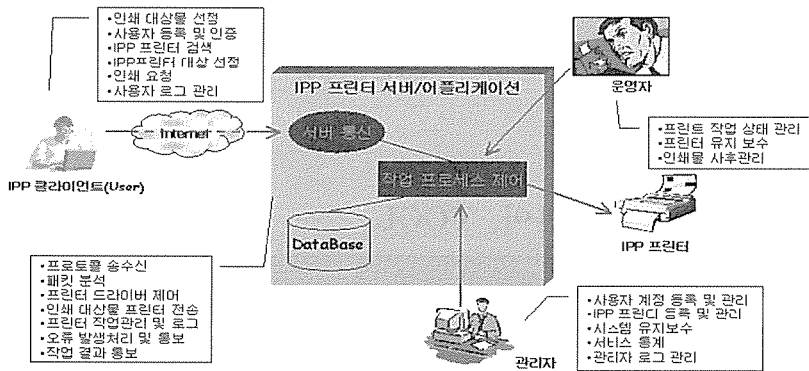 •인쇄 대상물 선정
•사용자 등록 및 인증
•IPP 프린터 검색
•IPP프린터 대상 선정
•인쇄 요청
•사용자 로그 관리
IPP 클라이언트(User)
Internet
IPP 프린터 서버/어플리케이션
서버 통신
작업 프로세스 제어
DataBase
운영자
•프린트 작업 상태 관리
•프린터 유지 보수
•인쇄물 사후관리
IPP 프린터
•프로토콜 송수신
•패킷 분석
•프린터 드라이버 제어
•인쇄 대상물 프린터 전송
•프린터 작업관리 및 로그
•오류 발생처리 및 통보
•작업 결과 통보
관리자
•사용자 계정 등록 및 관리
•IPP 프린터 등록 및 관리
•시스템 유지보수
•서비스 통계
•관리자 로그 관리